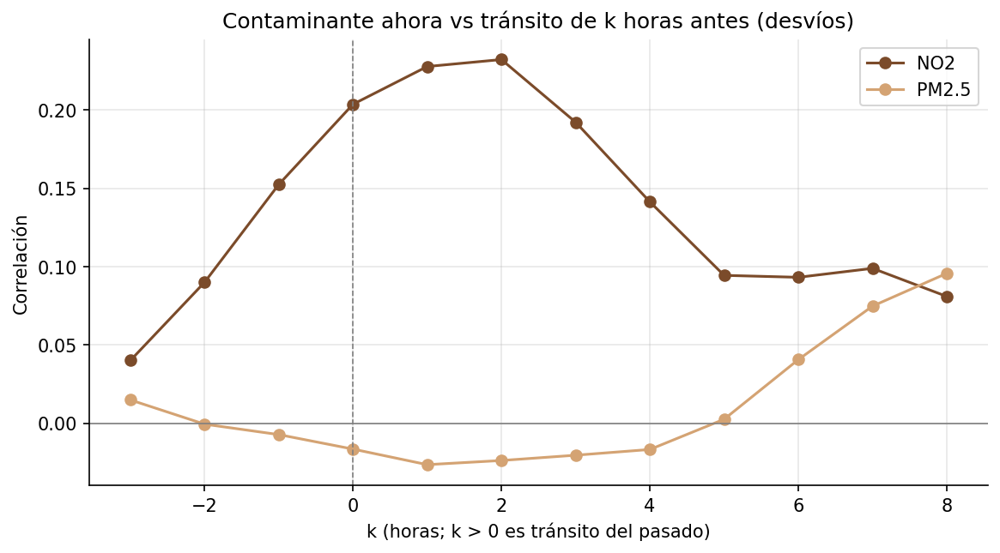 Contaminante ahora vs tránsito de k horas antes (desvíos)
NO2
PM2.5
Correlación
0.20
0.15
0.10
0.05
0.00
−2 0 2 4 6 8
k (horas; k > 0 es tránsito del pasado)